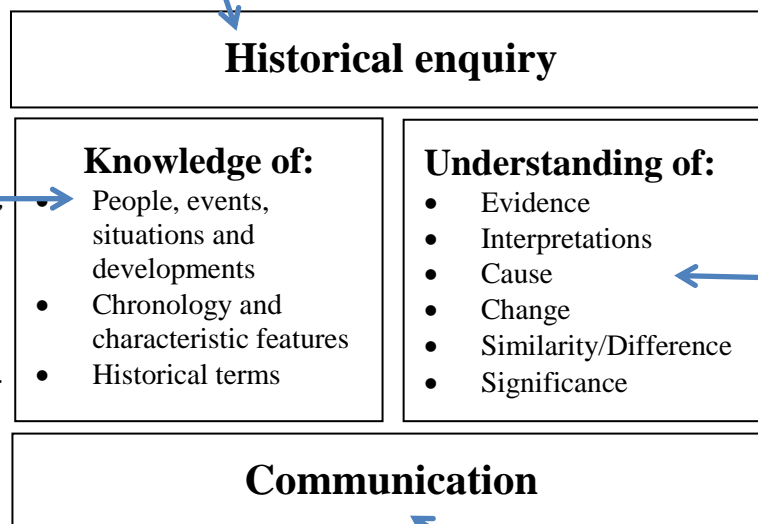 Historical enquiry
Knowledge of:
• People, events,
situations and
developments
• Chronology and
characteristic features
• Historical terms
Understanding of:
• Evidence
• Interpretations
• Cause
• Change
• Similarity/Difference
• Significance
Communication